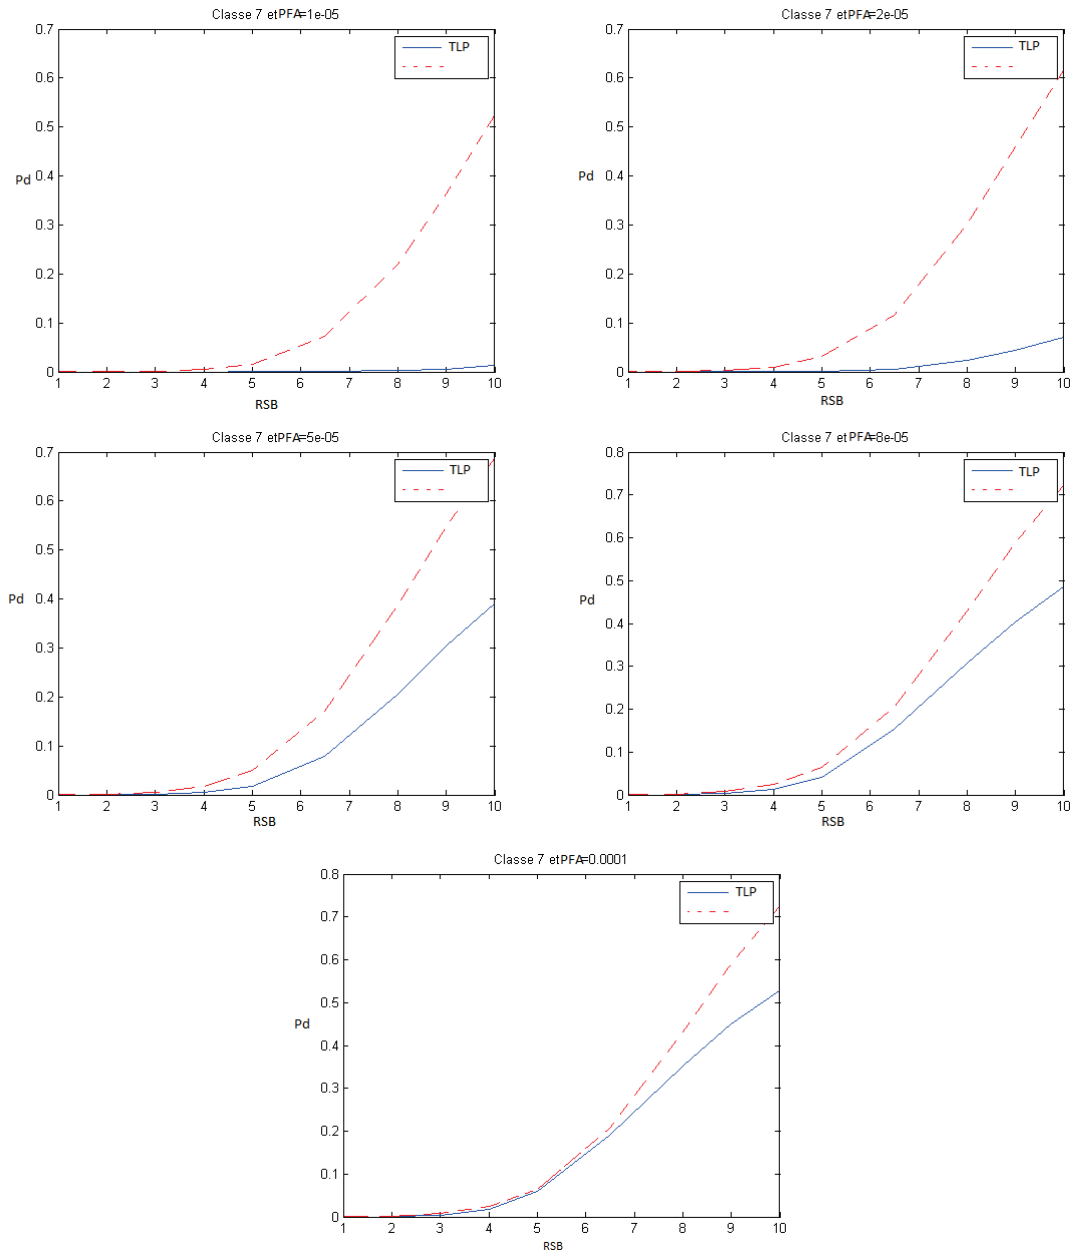 Classe 7 etPFA=1e-05
0.7
0.6
0.5
0.4
0.3
0.2
0.1
0
Pd
TLP
1 2 3 4 5 6 7 8 9 10
RSB
Classe 7 etPFA=2e-05
0.7
0.6
0.5
0.4
0.3
0.2
0.1
0
Pd
TLP
1 2 3 4 5 6 7 8 9 10
RSB
Classe 7 etPFA=5e-05
0.7
0.6
0.5
0.4
0.3
0.2
0.1
0
Pd
TLP
1 2 3 4 5 6 7 8 9 10
RSB
Classe 7 etPFA=8e-05
0.8
0.7
0.6
0.5
0.4
0.3
0.2
0.1
0
Pd
TLP
1 2 3 4 5 6 7 8 9 10
RSB
Classe 7 etPFA=0.0001
0.8
0.7
0.6
0.5
0.4
0.3
0.2
0.1
0
Pd
TLP
1 2 3 4 5 6 7 8 9 10
RSB